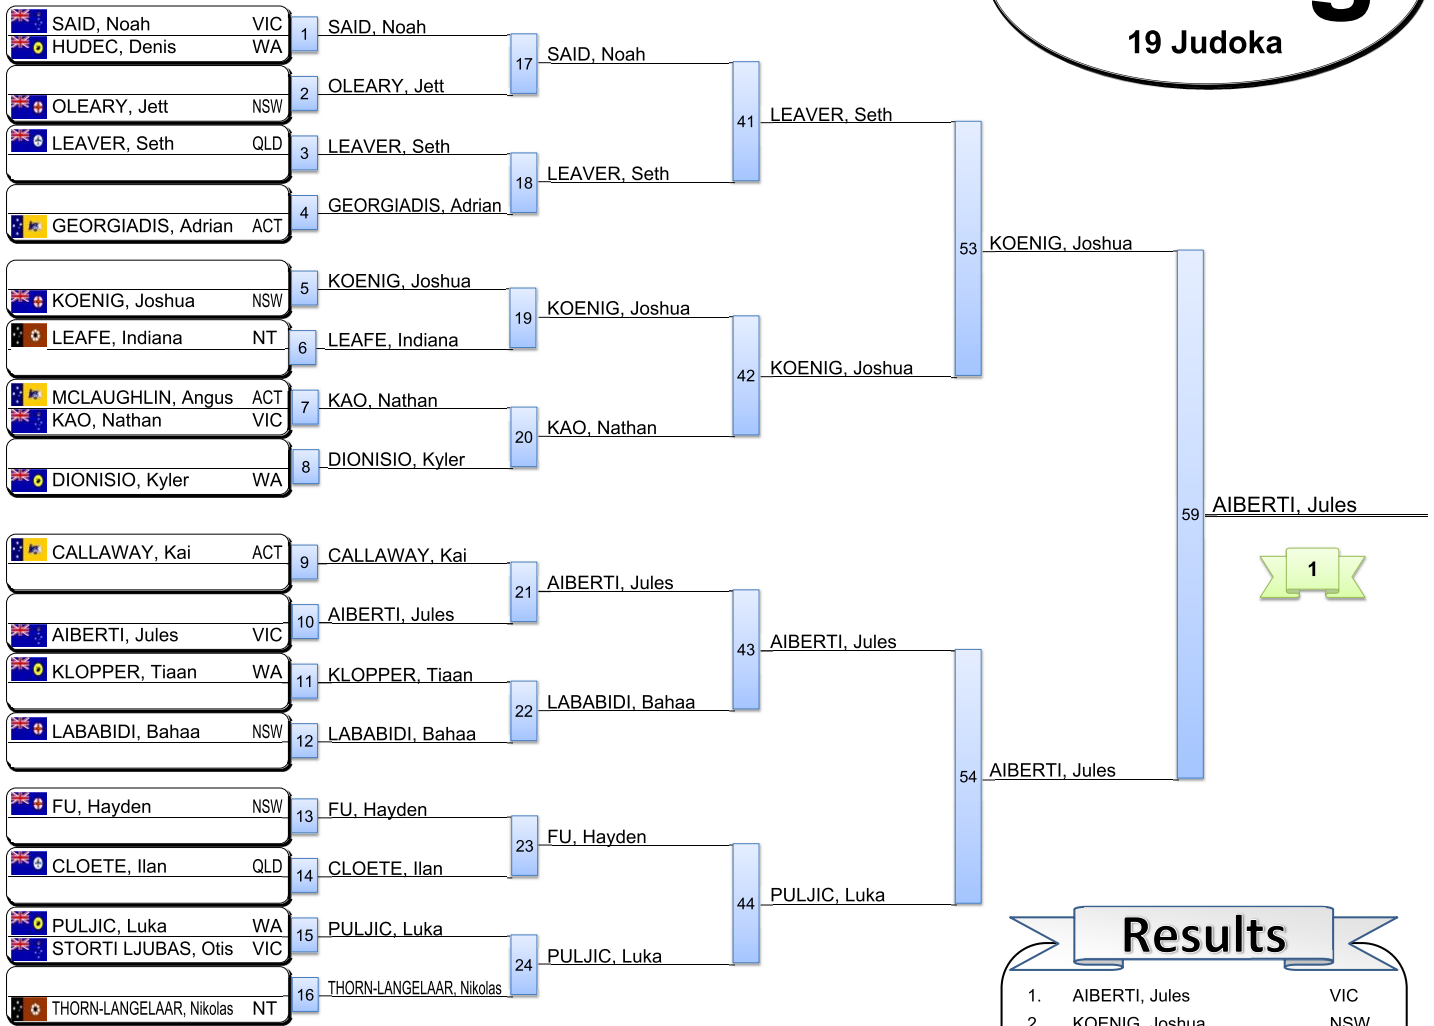 19 Judoka
SAID, Noah VIC
HUDEC, Denis WA
1
SAID, Noah
17
SAID, Noah
OLEARY, Jett NSW
2
OLEARY, Jett
41
LEAVER, Seth
LEAVER, Seth QLD
3
LEAVER, Seth
18
LEAVER, Seth
GEORGIADIS, Adrian ACT
4
GEORGIADIS, Adrian
53
KOENIG, Joshua
KOENIG, Joshua NSW
5
KOENIG, Joshua
19
KOENIG, Joshua
LEAFE, Indiana NT
6
LEAFE, Indiana
42
KOENIG, Joshua
MCLAUGHLIN, Angus ACT
KAO, Nathan VIC
7
KAO, Nathan
20
KAO, Nathan
DIONISIO, Kyler WA
8
DIONISIO, Kyler
59
AIBERTI, Jules
1
CALLAWAY, Kai ACT
9
CALLAWAY, Kai
21
AIBERTI, Jules
AIBERTI, Jules VIC
10
AIBERTI, Jules
43
AIBERTI, Jules
KLOPPER, Tiaan WA
11
KLOPPER, Tiaan
22
LABABIDI, Bahaa
LABABIDI, Bahaa NSW
12
LABABIDI, Bahaa
54
AIBERTI, Jules
FU, Hayden NSW
13
FU, Hayden
23
FU, Hayden
CLOETE, Ilan QLD
14
CLOETE, Ilan
44
PULJIC, Luka
PULJIC, Luka WA
STORTI LJUBAS, Otis VIC
15
PULJIC, Luka
24
PULJIC, Luka
THORN-LANGELAAR, Nikolas NT
16
THORN-LANGELAAR, Nikolas
Results
1. AIBERTI, Jules VIC
2. KOENIG, Joshua NSW